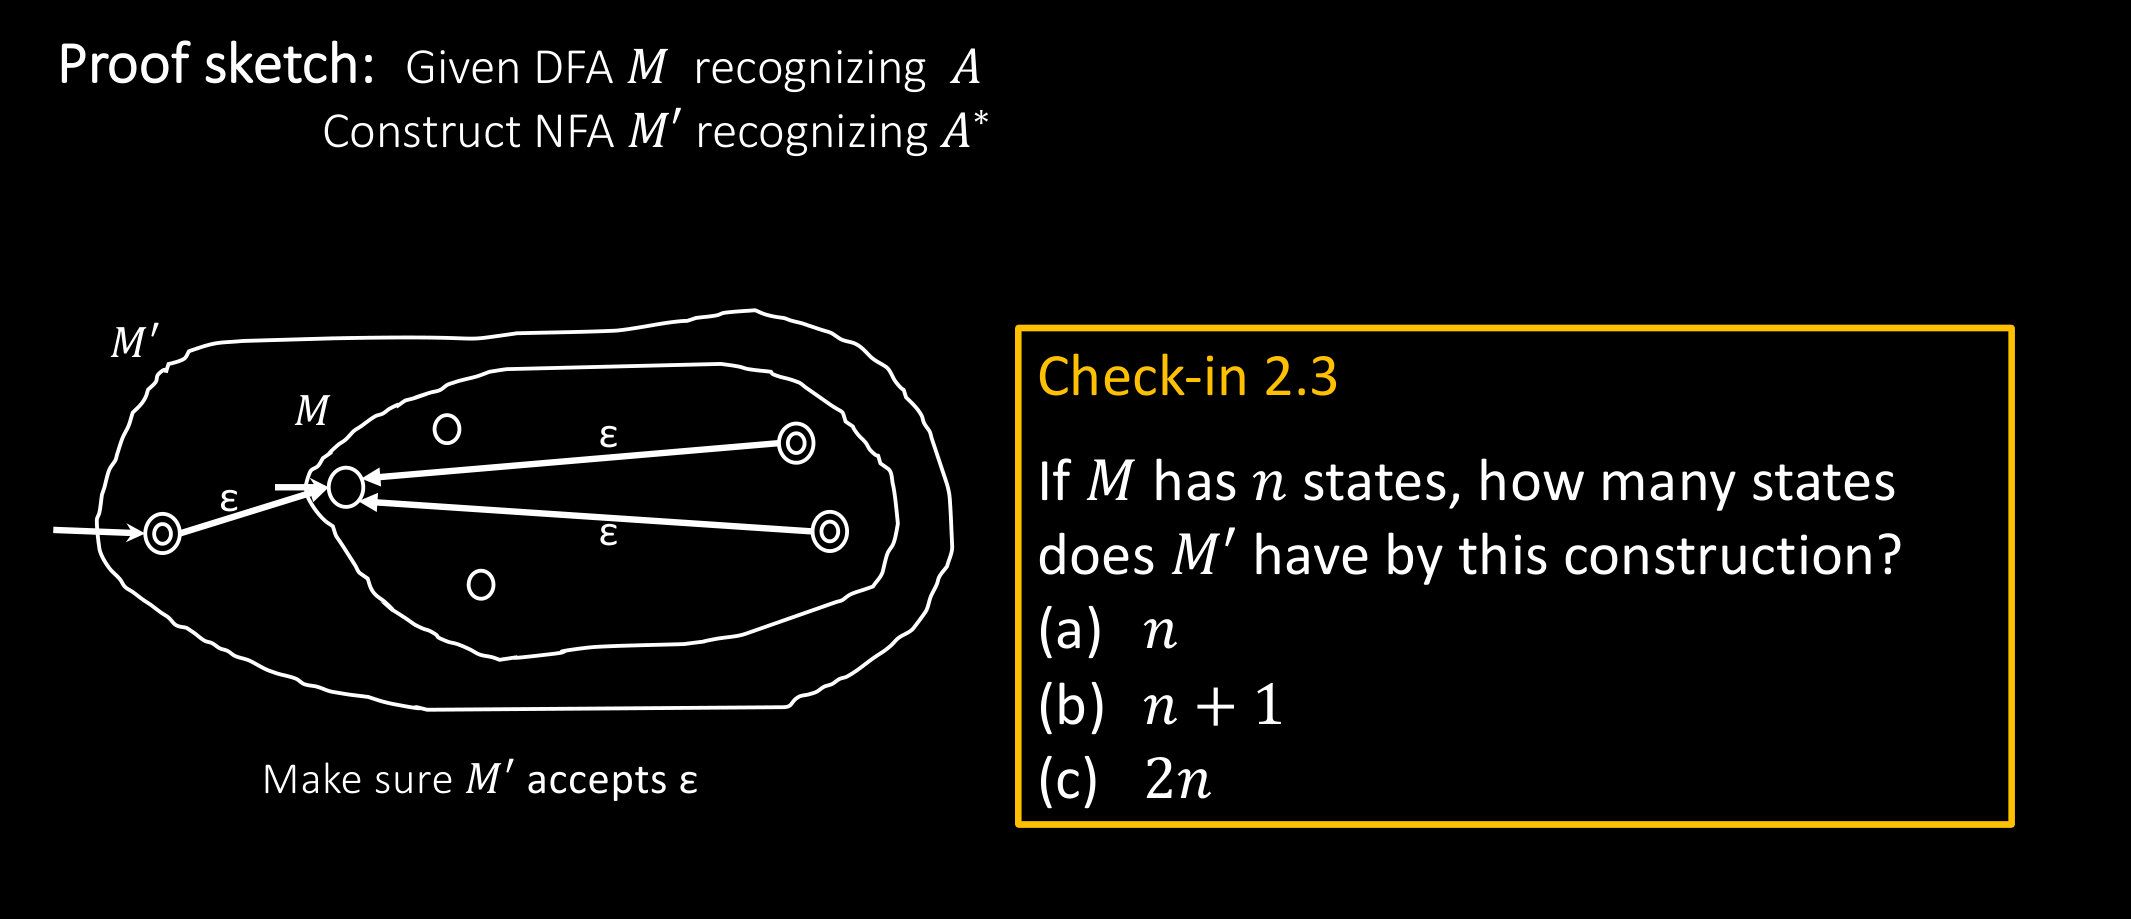 Proof sketch: Given DFA M recognizing A
Construct NFA M′ recognizing A*
M′
M
ε
ε
ε
Make sure M′ accepts ε
Check-in 2.3
If M has n states, how many states
does M′ have by this construction?
(a) n
(b) n + 1
(c) 2n